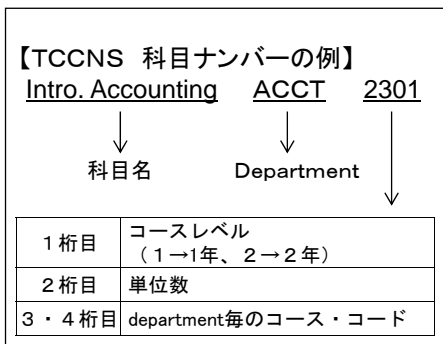 【TCCNS 科目ナンバーの例】
Intro. Accounting ACCT 2301
科目名 Department
1桁目 コースレベル
（1→1年、2→2年）
2桁目 単位数
3・4桁目 department毎のコース・コード